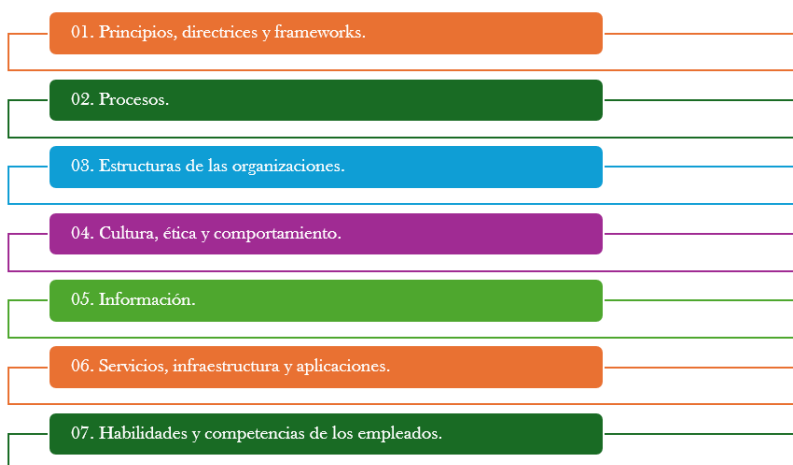 01. Principios, directrices y frameworks.
02. Procesos.
03. Estructuras de las organizaciones.
04. Cultura, ética y comportamiento.
05. Información.
06. Servicios, infraestructura y aplicaciones.
07. Habilidades y competencias de los empleados.